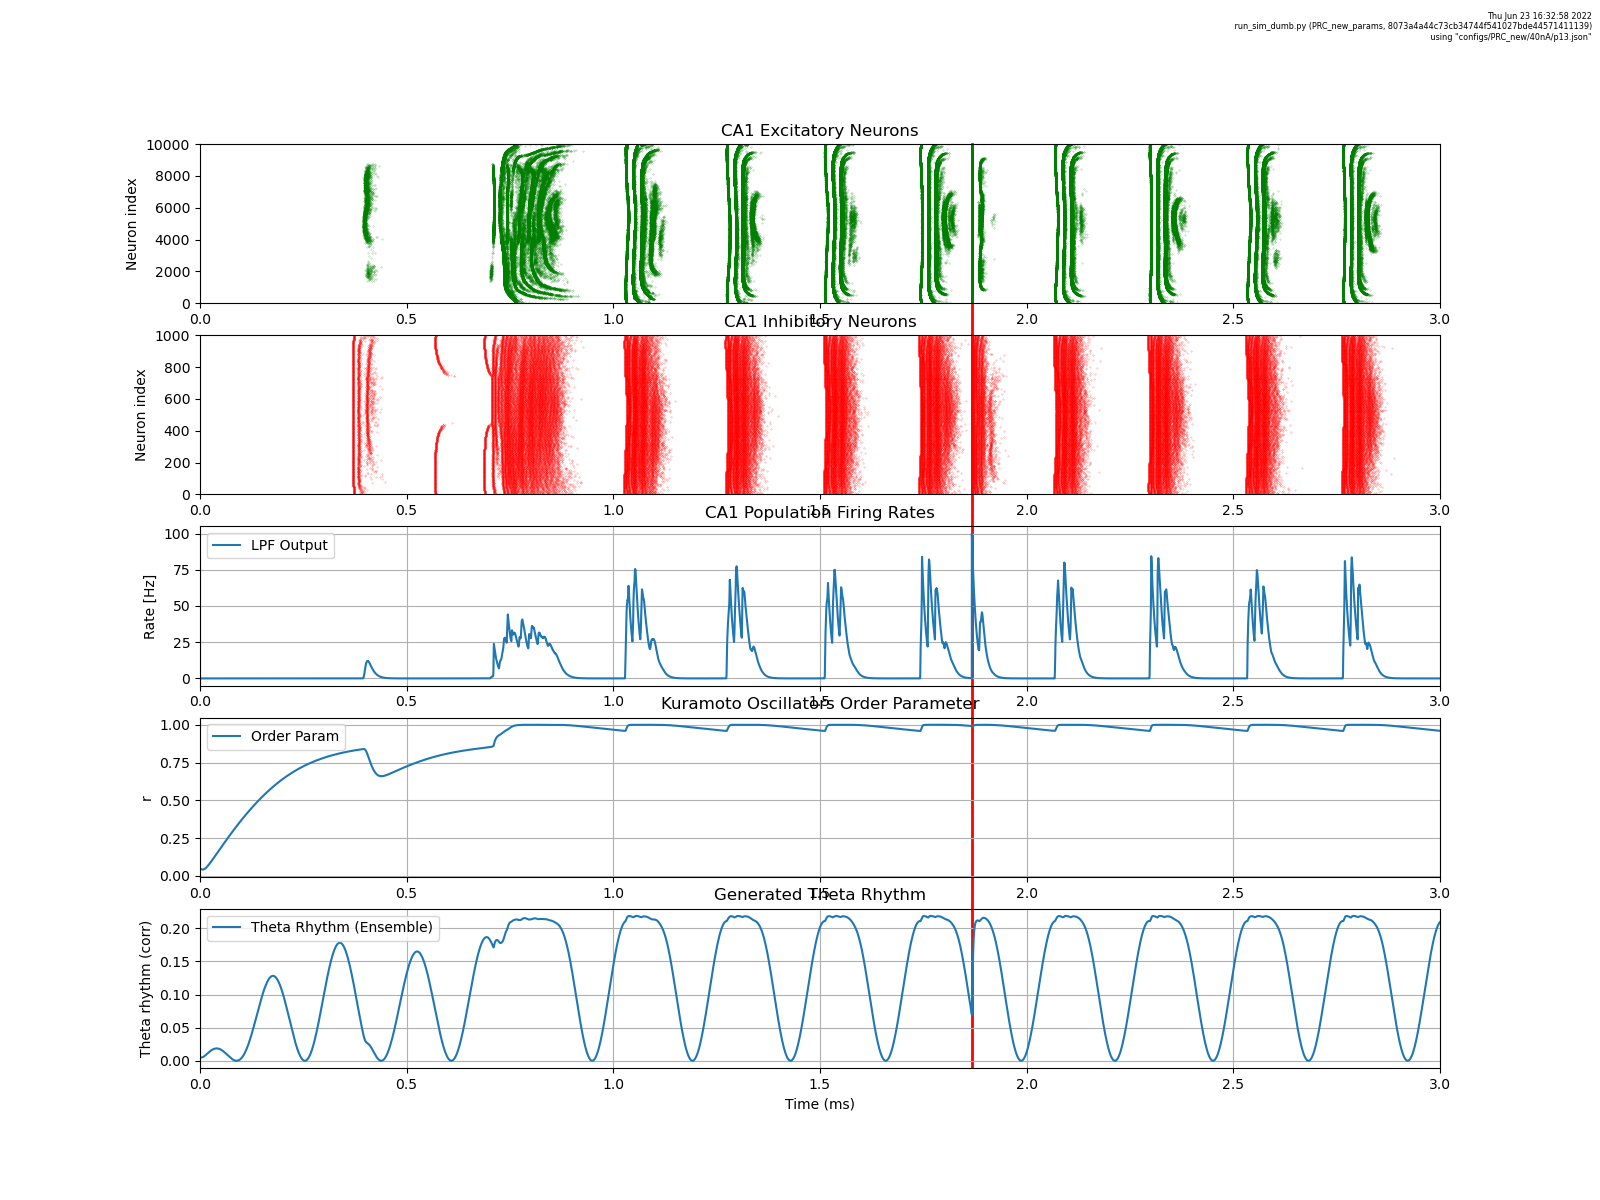 Thu Jun 23 16:32:58 2022
run_sim_dumb.py (PRC_new_params, 8073a4a44c73cb34744f541027bde44571411139)
using "configs/PRC_new/40nA/p13.json"
CA1 Excitatory Neurons
Neuron index
10000
8000
6000
4000
2000
0
0.0 0.5 1.0 1.5 2.0 2.5 3.0
CA1 Inhibitory Neurons
Neuron index
1000
800
600
400
200
0
0.0 0.5 1.0 1.5 2.0 2.5 3.0
CA1 Population Firing Rates
Rate [Hz]
LPF Output
100
75
50
25
0
0.0 0.5 1.0 1.5 2.0 2.5 3.0
Kuramoto Oscillators Order Parameter
r
Order Param
1.00
0.75
0.50
0.25
0.00
0.0 0.5 1.0 1.5 2.0 2.5 3.0
Generated Theta Rhythm
Theta rhythm (corr)
Theta Rhythm (Ensemble)
0.20
0.15
0.10
0.05
0.00
0.0 0.5 1.0 1.5 2.0 2.5 3.0
Time (ms)